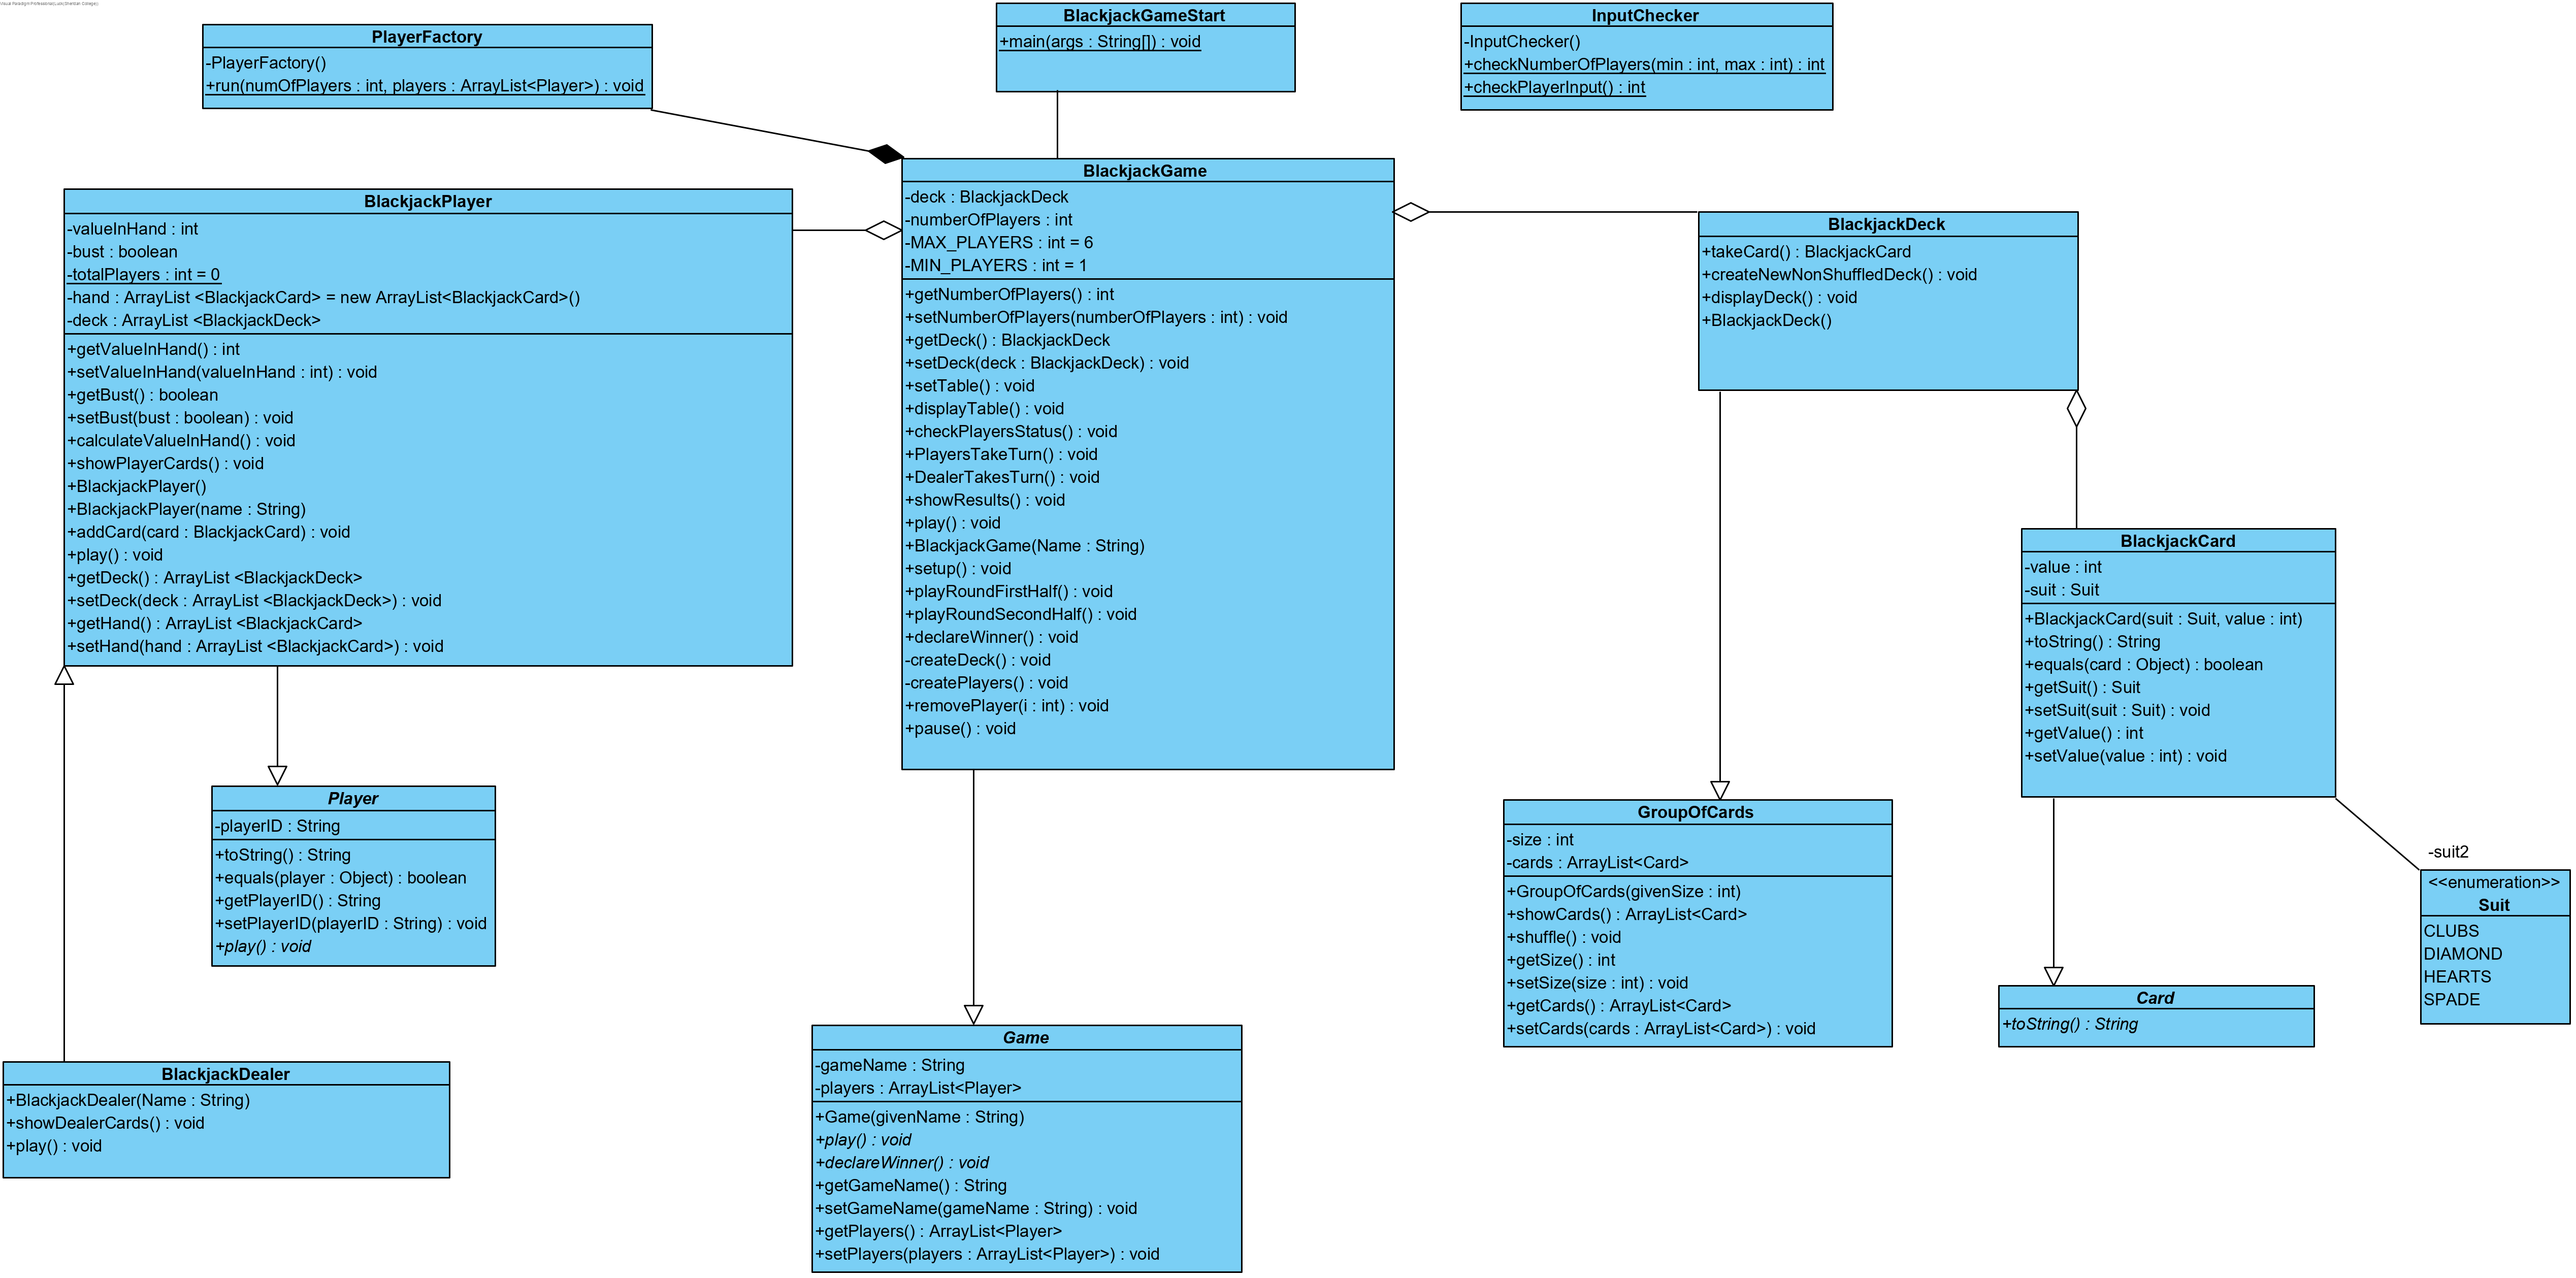 Visual Paradigm Professional(Luis(Sheridan College))
PlayerFactory
-PlayerFactory()
+run(numOfPlayers : int, players : ArrayList<Player>) : void
BlackjackGameStart
+main(args : String[]) : void
InputChecker
-InputChecker()
+checkNumberOfPlayers(min : int, max : int) : int
+checkPlayerInput() : int
BlackjackPlayer
-valueInHand : int
-bust : boolean
-totalPlayers : int = 0
-hand : ArrayList <BlackjackCard> = new ArrayList<BlackjackCard>()
-deck : ArrayList <BlackjackDeck>
+getValueInHand() : int
+setValueInHand(valueInHand : int) : void
+getBust() : boolean
+setBust(bust : boolean) : void
+calculateValueInHand() : void
+showPlayerCards() : void
+BlackjackPlayer()
+BlackjackPlayer(name : String)
+addCard(card : BlackjackCard) : void
+play() : void
+getDeck() : ArrayList <BlackjackDeck>
+setDeck(deck : ArrayList <BlackjackDeck>) : void
+getHand() : ArrayList <BlackjackCard>
+setHand(hand : ArrayList <BlackjackCard>) : void
BlackjackGame
-deck : BlackjackDeck
-numberOfPlayers : int
-MAX_PLAYERS : int = 6
-MIN_PLAYERS : int = 1
+getNumberOfPlayers() : int
+setNumberOfPlayers(numberOfPlayers : int) : void
+getDeck() : BlackjackDeck
+setDeck(deck : BlackjackDeck) : void
+setTable() : void
+displayTable() : void
+checkPlayersStatus() : void
+PlayersTakeTurn() : void
+DealerTakesTurn() : void
+showResults() : void
+play() : void
+BlackjackGame(Name : String)
+setup() : void
+playRoundFirstHalf() : void
+playRoundSecondHalf() : void
+declareWinner() : void
-createDeck() : void
-createPlayers() : void
+removePlayer(i : int) : void
+pause() : void
BlackjackDeck
+takeCard() : BlackjackCard
+createNewNonShuffledDeck() : void
+displayDeck() : void
+BlackjackDeck()
BlackjackCard
-value : int
-suit : Suit
+BlackjackCard(suit : Suit, value : int)
+toString() : String
+equals(card : Object) : boolean
+getSuit() : Suit
+setSuit(suit : Suit) : void
+getValue() : int
+setValue(value : int) : void
Player
-playerID : String
+toString() : String
+equals(player : Object) : boolean
+getPlayerID() : String
+setPlayerID(playerID : String) : void
+play() : void
GroupOfCards
-size : int
-cards : ArrayList<Card>
+GroupOfCards(givenSize : int)
+showCards() : ArrayList<Card>
+shuffle() : void
+getSize() : int
+setSize(size : int) : void
+getCards() : ArrayList<Card>
+setCards(cards : ArrayList<Card>) : void
-suit2
<<enumeration>>
Suit
CLUBS
DIAMOND
HEARTS
SPADE
Card
+toString() : String
BlackjackDealer
+BlackjackDealer(Name : String)
+showDealerCards() : void
+play() : void
Game
-gameName : String
-players : ArrayList<Player>
+Game(givenName : String)
+play() : void
+declareWinner() : void
+getGameName() : String
+setGameName(gameName : String) : void
+getPlayers() : ArrayList<Player>
+setPlayers(players : ArrayList<Player>) : void